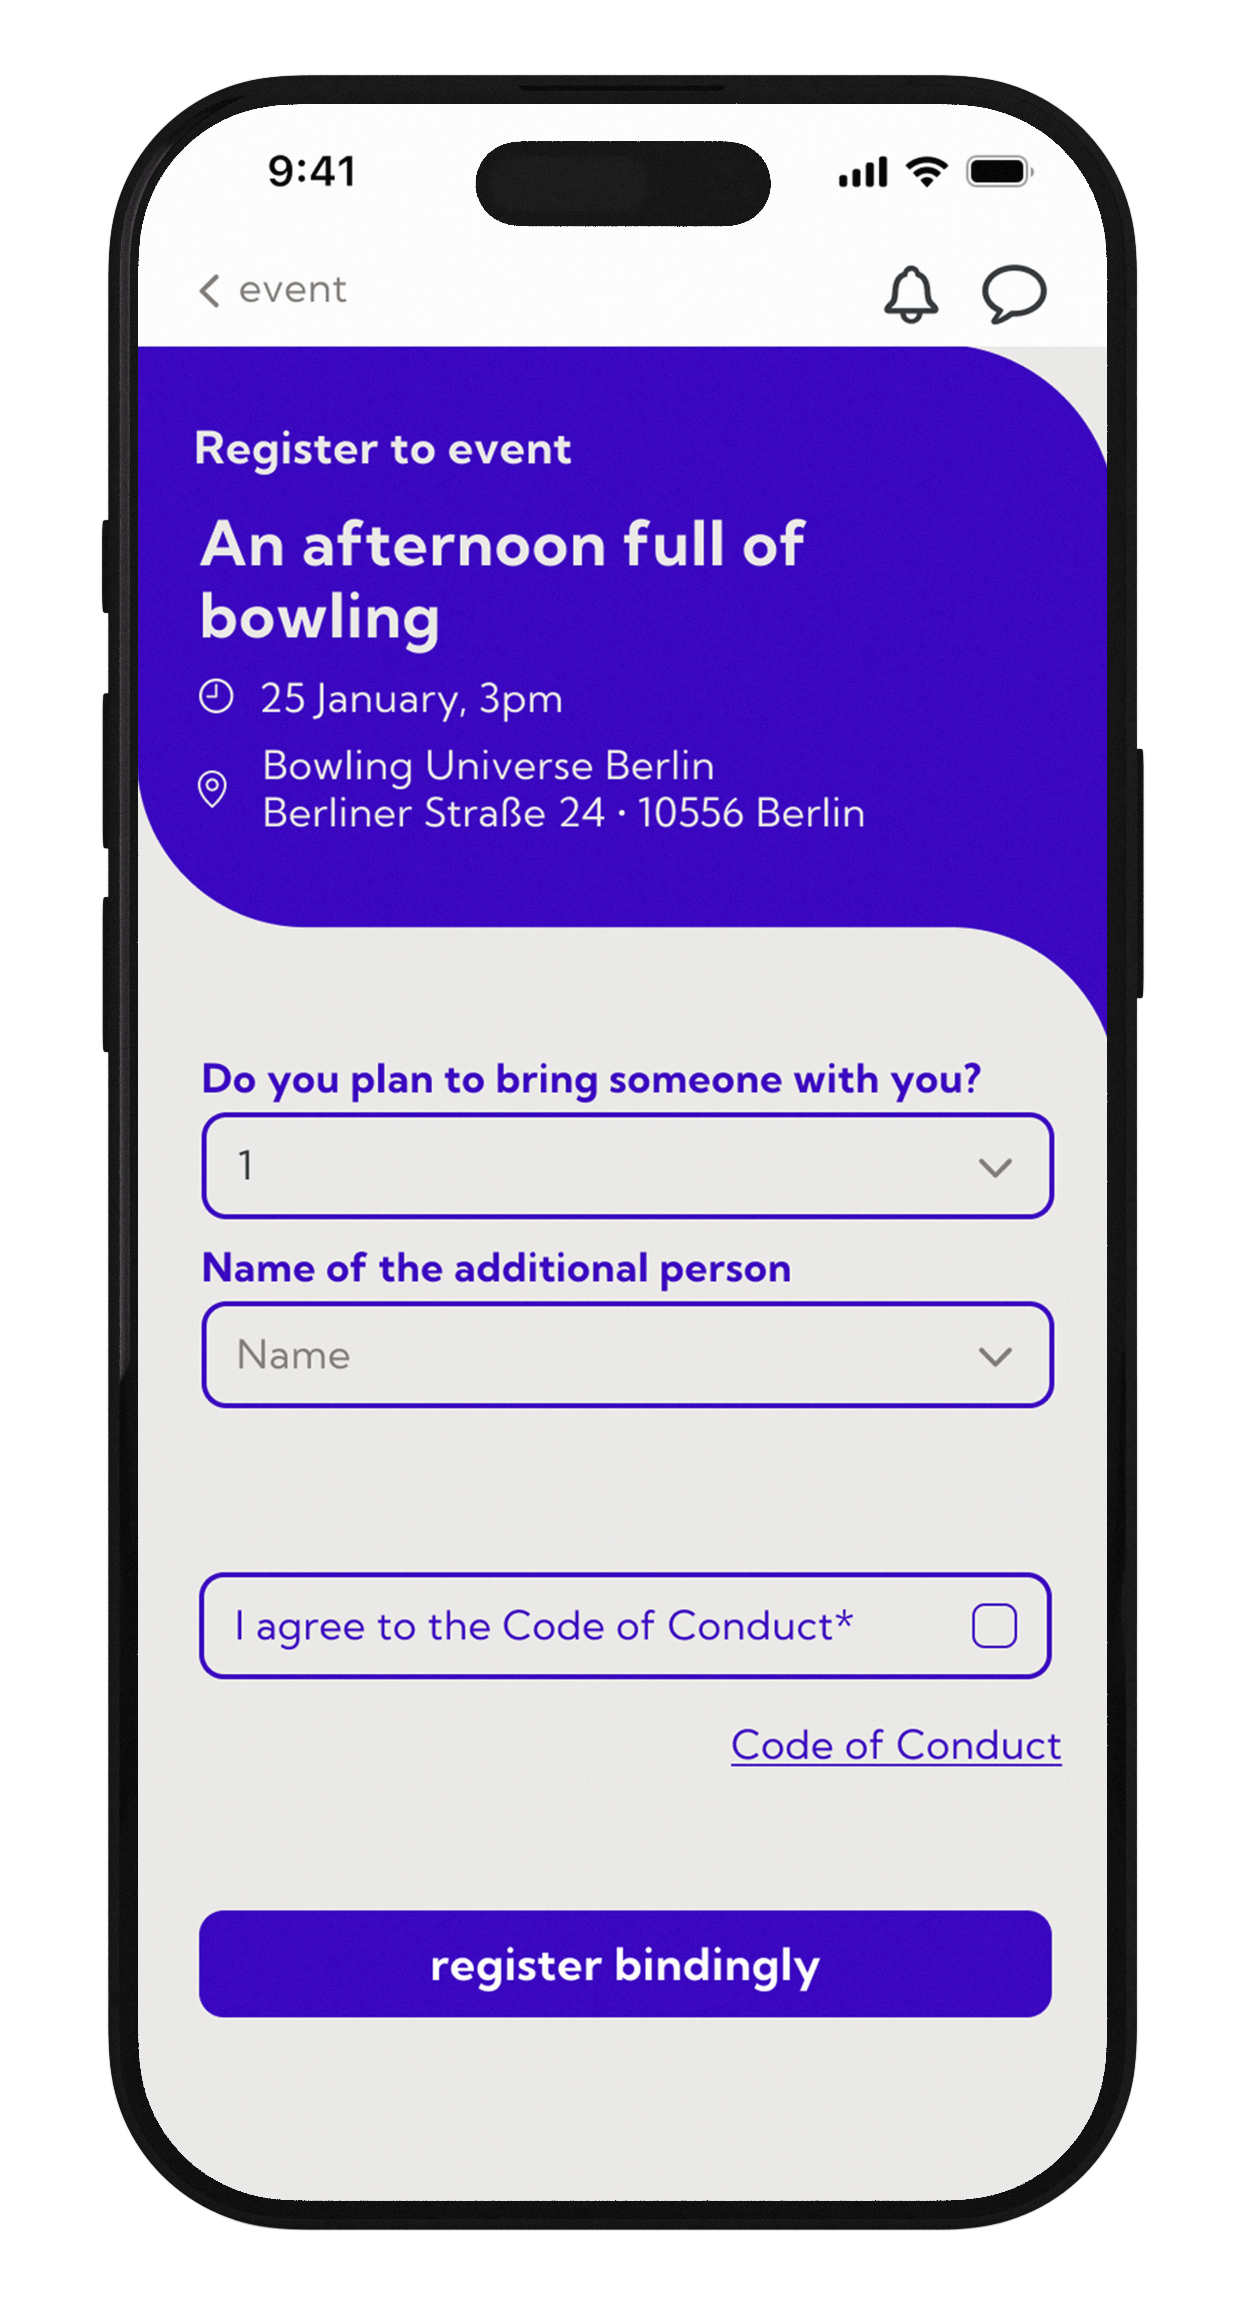 9:41
event
Register to event
An afternoon full of
bowling
25 January, 3pm
Bowling Universe Berlin
Berliner Straße 24 · 10556 Berlin
Do you plan to bring someone with you?
1
Name of the additional person
Name
I agree to the Code of Conduct*
Code of Conduct
register bindingly